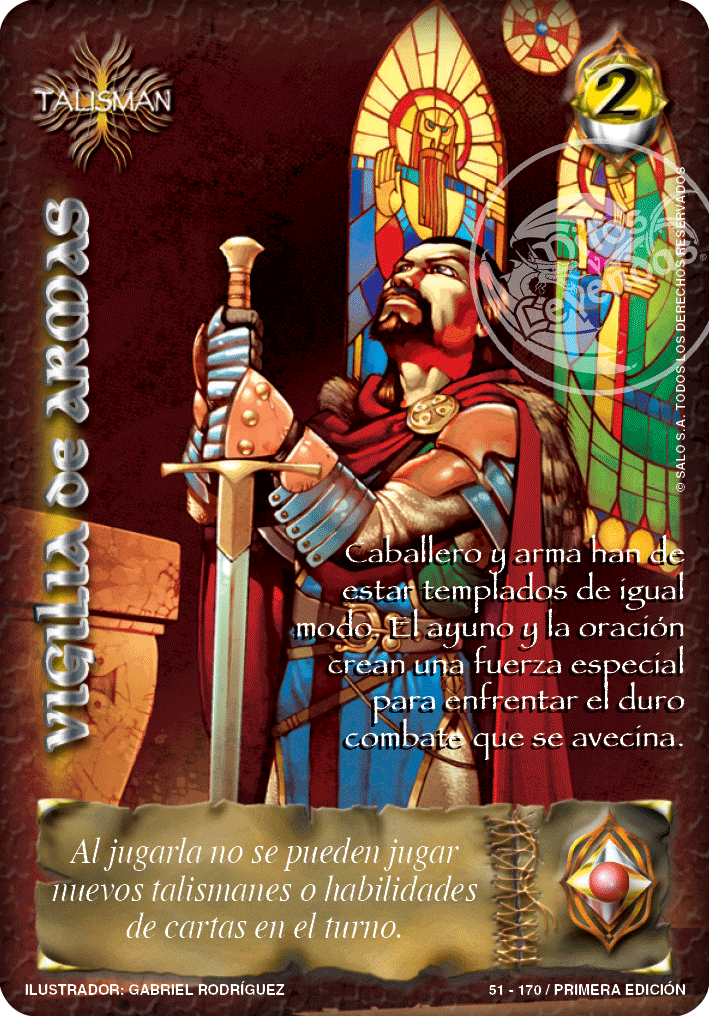 TALISMAN
2
VIGILIA DE ARMAS
Mitos
y
Leyendas
®
© SALO S.A. TODOS LOS DERECHOS RESERVADOS
Caballero y arma han de
estar templados de igual
modo. El ayuno y la oración
crean una fuerza especial
para enfrentar el duro
combate que se avecina.
Al jugarla no se pueden jugar
nuevos talismanes o habilidades
de cartas en el turno.
ILUSTRADOR: GABRIEL RODRÍGUEZ
51 - 170 / PRIMERA EDICIÓN